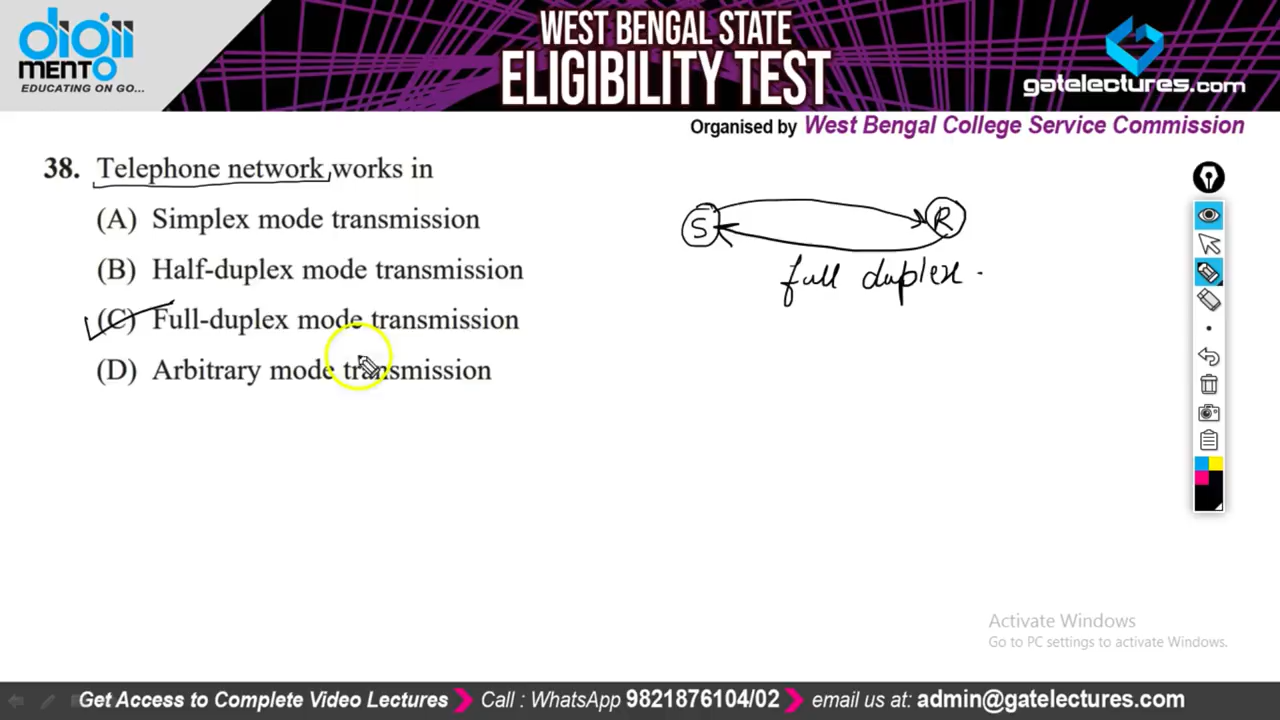 digii
mento
EDUCATING ON GO...
WEST BENGAL STATE
ELIGIBILITY TEST
gatelectures.com
Organised by West Bengal College Service Commission
38. Telephone network works in
(A) Simplex mode transmission
(B) Half-duplex mode transmission
(C) Full-duplex mode transmission
(D) Arbitrary mode transmission
S R
full duplex
Activate Windows
Go to PC settings to activate Windows.
Get Access to Complete Video Lectures Call : WhatsApp 9821876104/02 email us at: admin@gatelectures.com